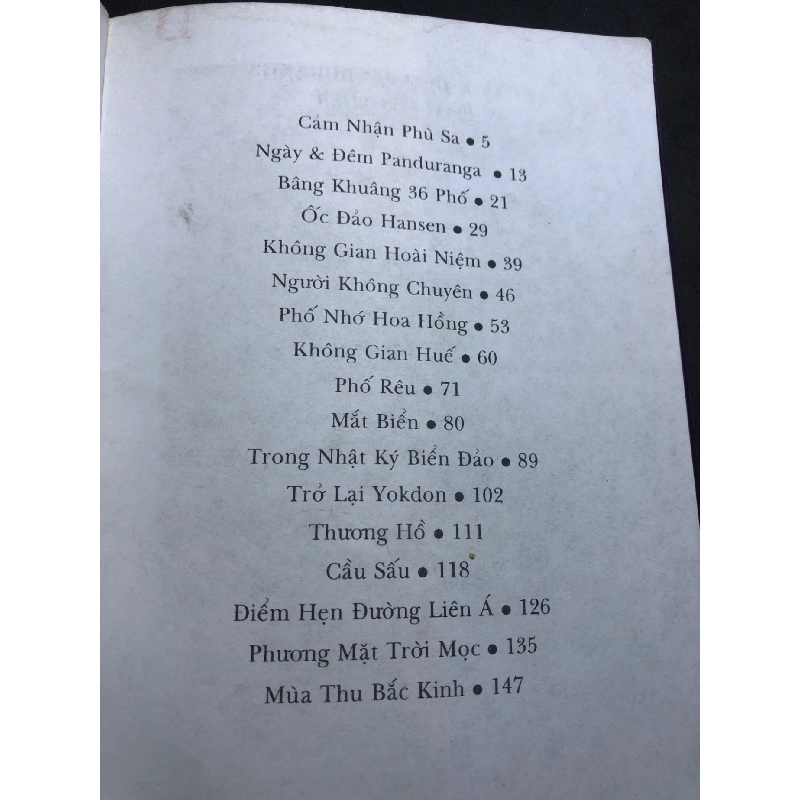 Cảm Nhận Phù Sa ● 5
Ngày & Đêm Panduranga ● 13
Bâng Khuâng 36 Phố ● 21
Ốc Đảo Hansen ● 29
Không Gian Hoài Niệm ● 39
Người Không Chuyên ● 46
Phố Nhớ Hoa Hồng ● 53
Không Gian Huế ● 60
Phố Rêu ● 71
Mắt Biển ● 80
Trong Nhật Ký Biển Đảo ● 89
Trở Lại Yokdon ● 102
Thương Hồ ● 111
Cầu Sấu ● 118
Điểm Hẹn Đường Liên Á ● 126
Phương Mặt Trời Mọc ● 135
Mùa Thu Bắc Kinh ● 147